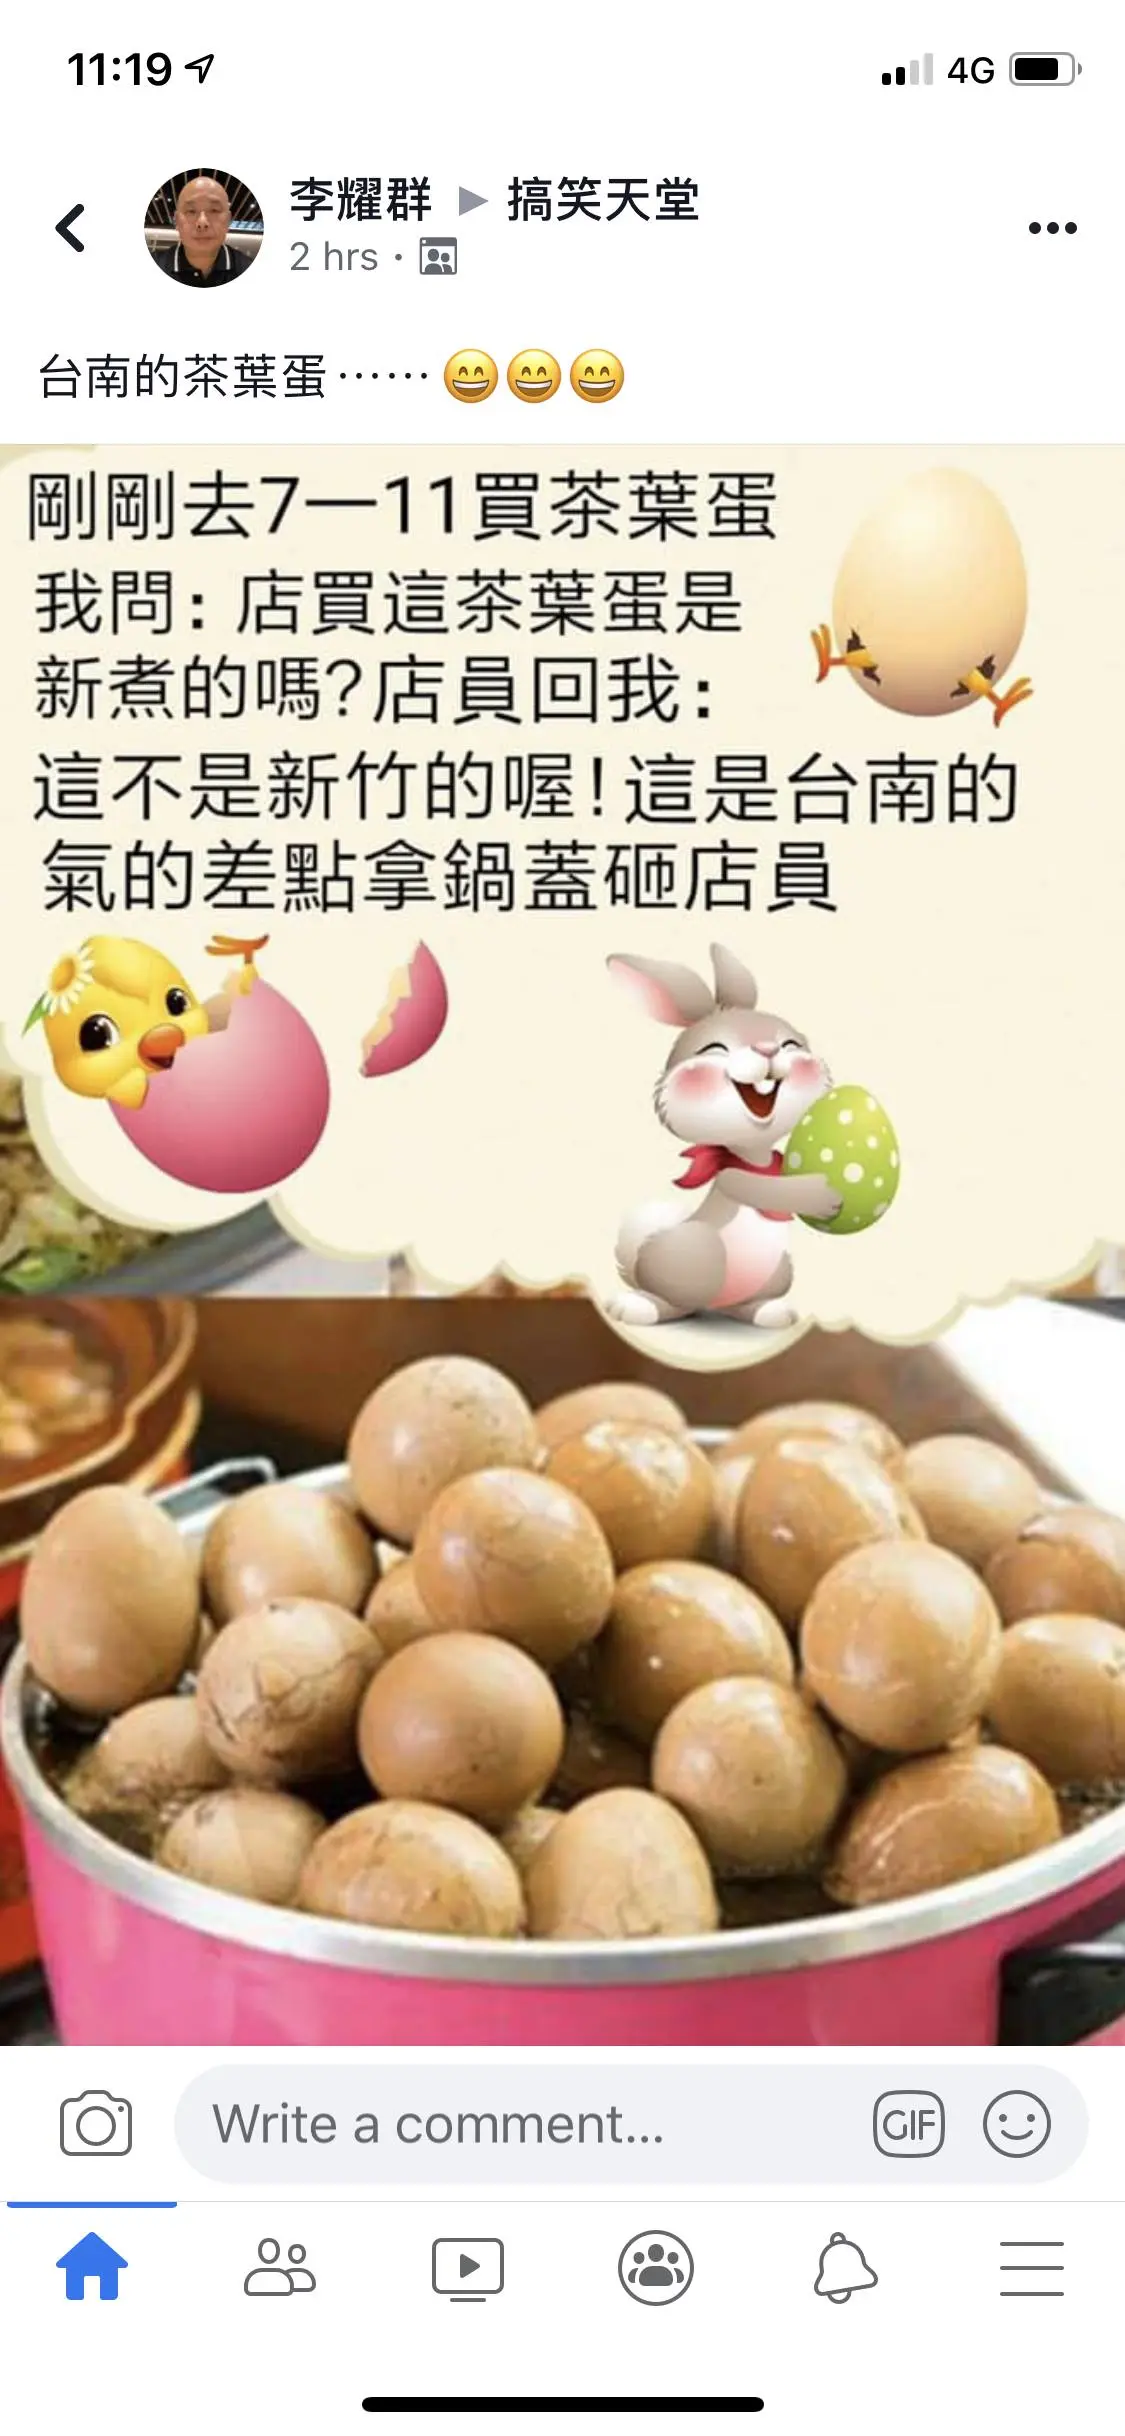 11:19
4G
李耀群 ▶ 搞笑天堂
2 hrs ·
台南的茶葉蛋⋯⋯😄😄😄
剛剛去7一11買茶葉蛋
我問：店買這茶葉蛋是
新煮的嗎?店員回我：
這不是新竹的喔!這是台南的
氣的差點拿鍋蓋砸店員
Write a comment...
GIF